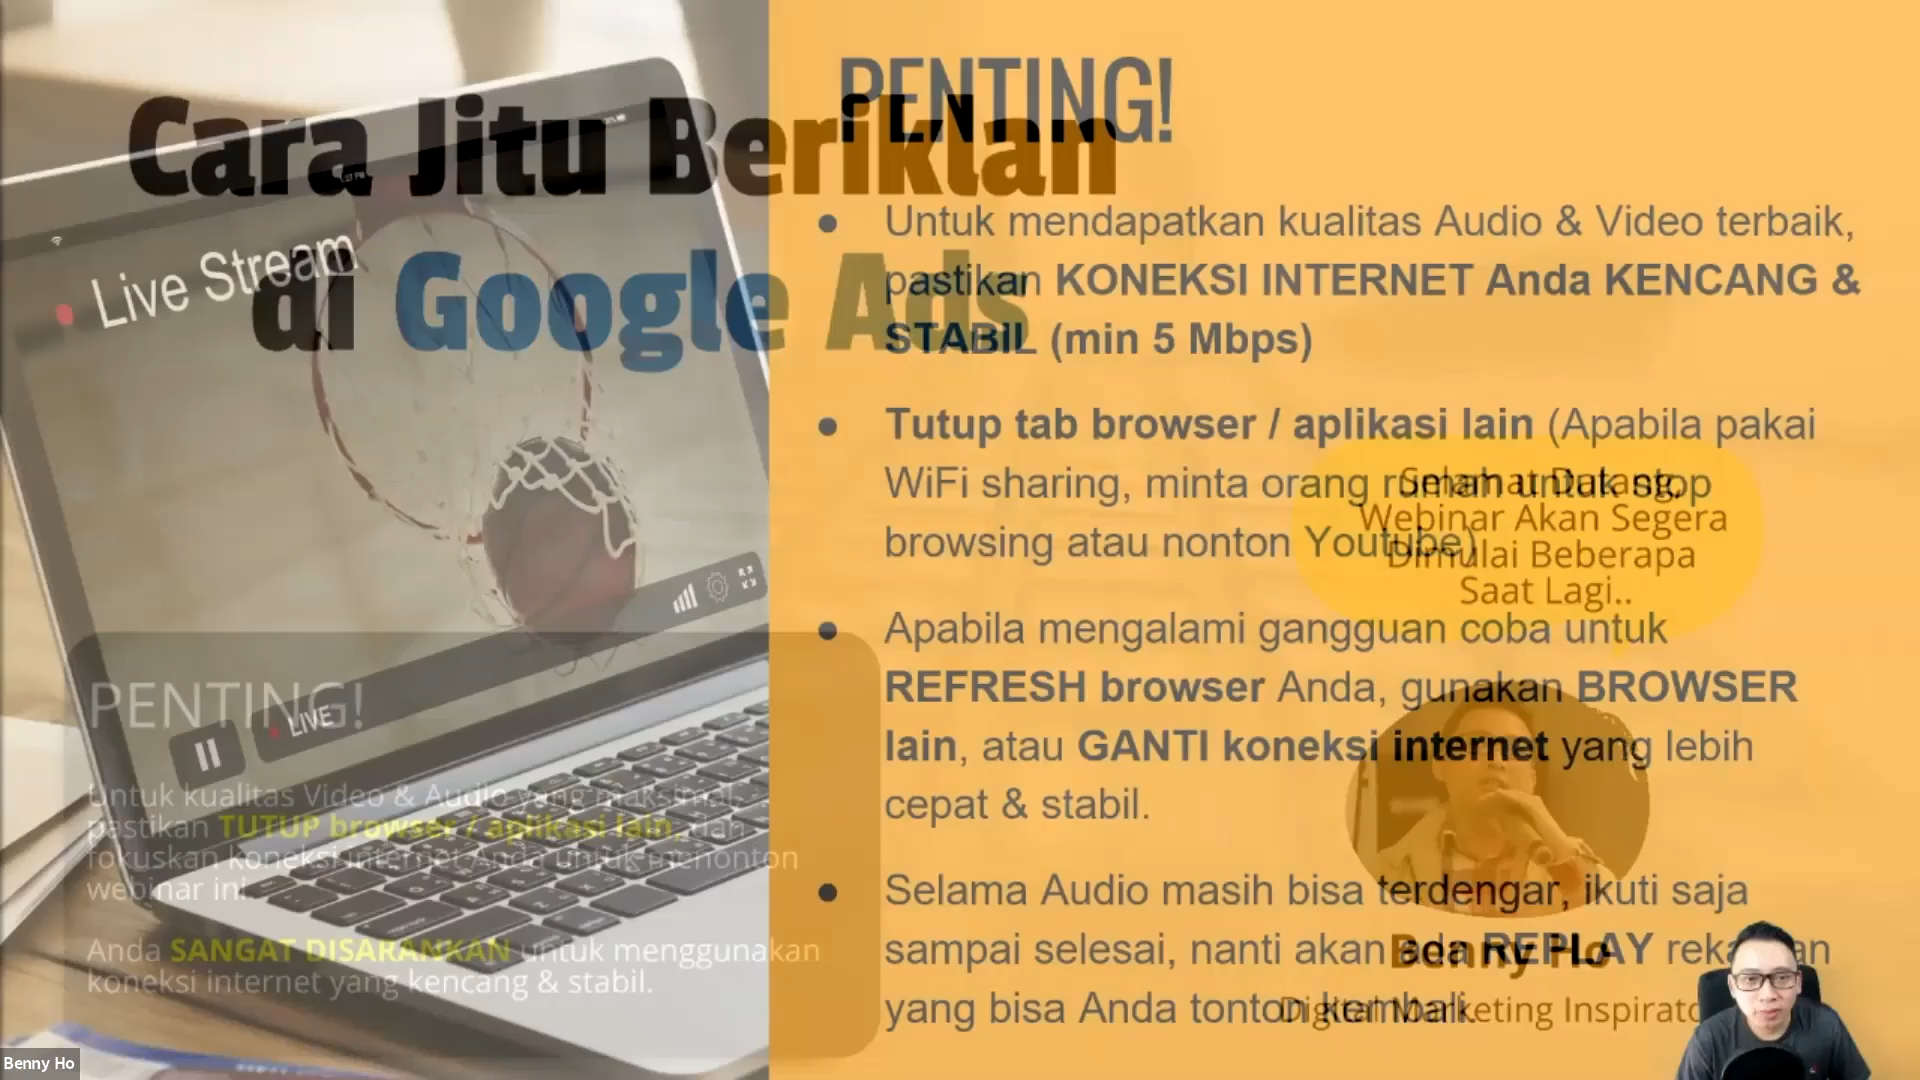 Cara Jitu Beriklan
di Google Ads
Live Stream
LIVE
PENTING!
Untuk kualitas Video & Audio yang maksimal,
pastikan TUTUP browser / aplikasi lain, dan
fokuskan koneksi internet Anda untuk menonton
webinar ini.
Anda SANGAT DISARANKAN untuk menggunakan
koneksi internet yang kencang & stabil.
PENTING!
● Untuk mendapatkan kualitas Audio & Video terbaik,
pastikan KONEKSI INTERNET Anda KENCANG &
STABIL (min 5 Mbps)
● Tutup tab browser / aplikasi lain (Apabila pakai
WiFi sharing, minta orang rumah untuk stop
browsing atau nonton Youtube)
● Apabila mengalami gangguan coba untuk
REFRESH browser Anda, gunakan BROWSER
lain, atau GANTI koneksi internet yang lebih
cepat & stabil.
● Selama Audio masih bisa terdengar, ikuti saja
sampai selesai, nanti akan ada REPLAY
yang bisa Anda tonton kembali.
Selamat Datang,
Webinar Akan Segera
Dimulai Beberapa
Saat Lagi..
Benny Ho
Digital Marketing
Benny Ho